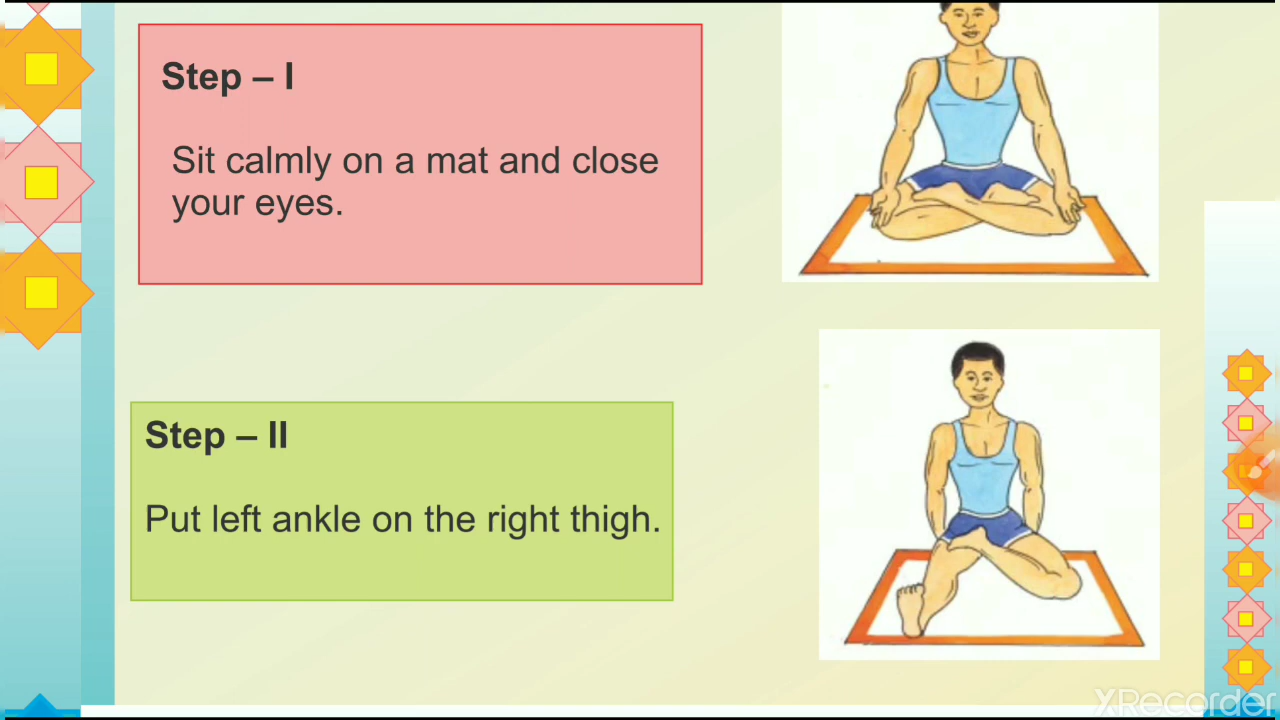 Step – I
Sit calmly on a mat and close
your eyes.
Step – II
Put left ankle on the right thigh.
XRecorder